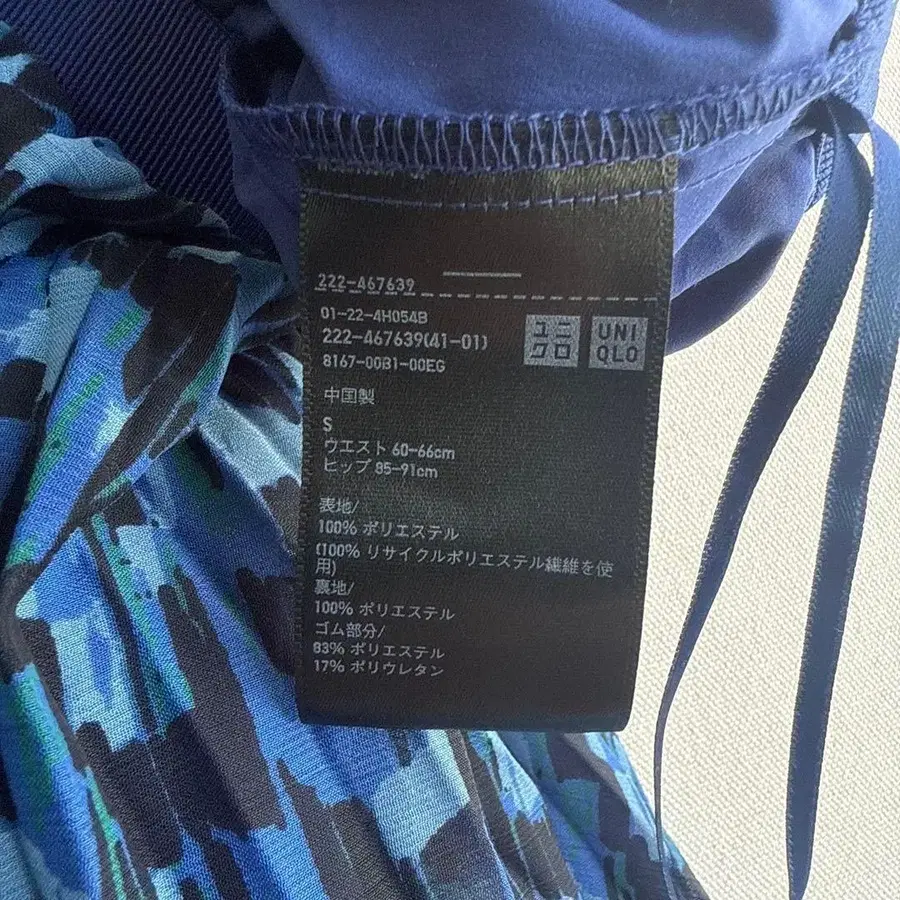 222-467639
01-22-4H054B
222-467639(41-01)
8167-00B1-00EG
ユニ
クロ
UNI
QLO
中国製
S
ウエスト 60-66cm
ヒップ 85-91cm
表地/
100% ポリエステル
(100% リサイクルポリエステル繊維を使
用)
裏地/
100% ポリエステル
ゴム部分/
83% ポリエステル
17% ポリウレタン